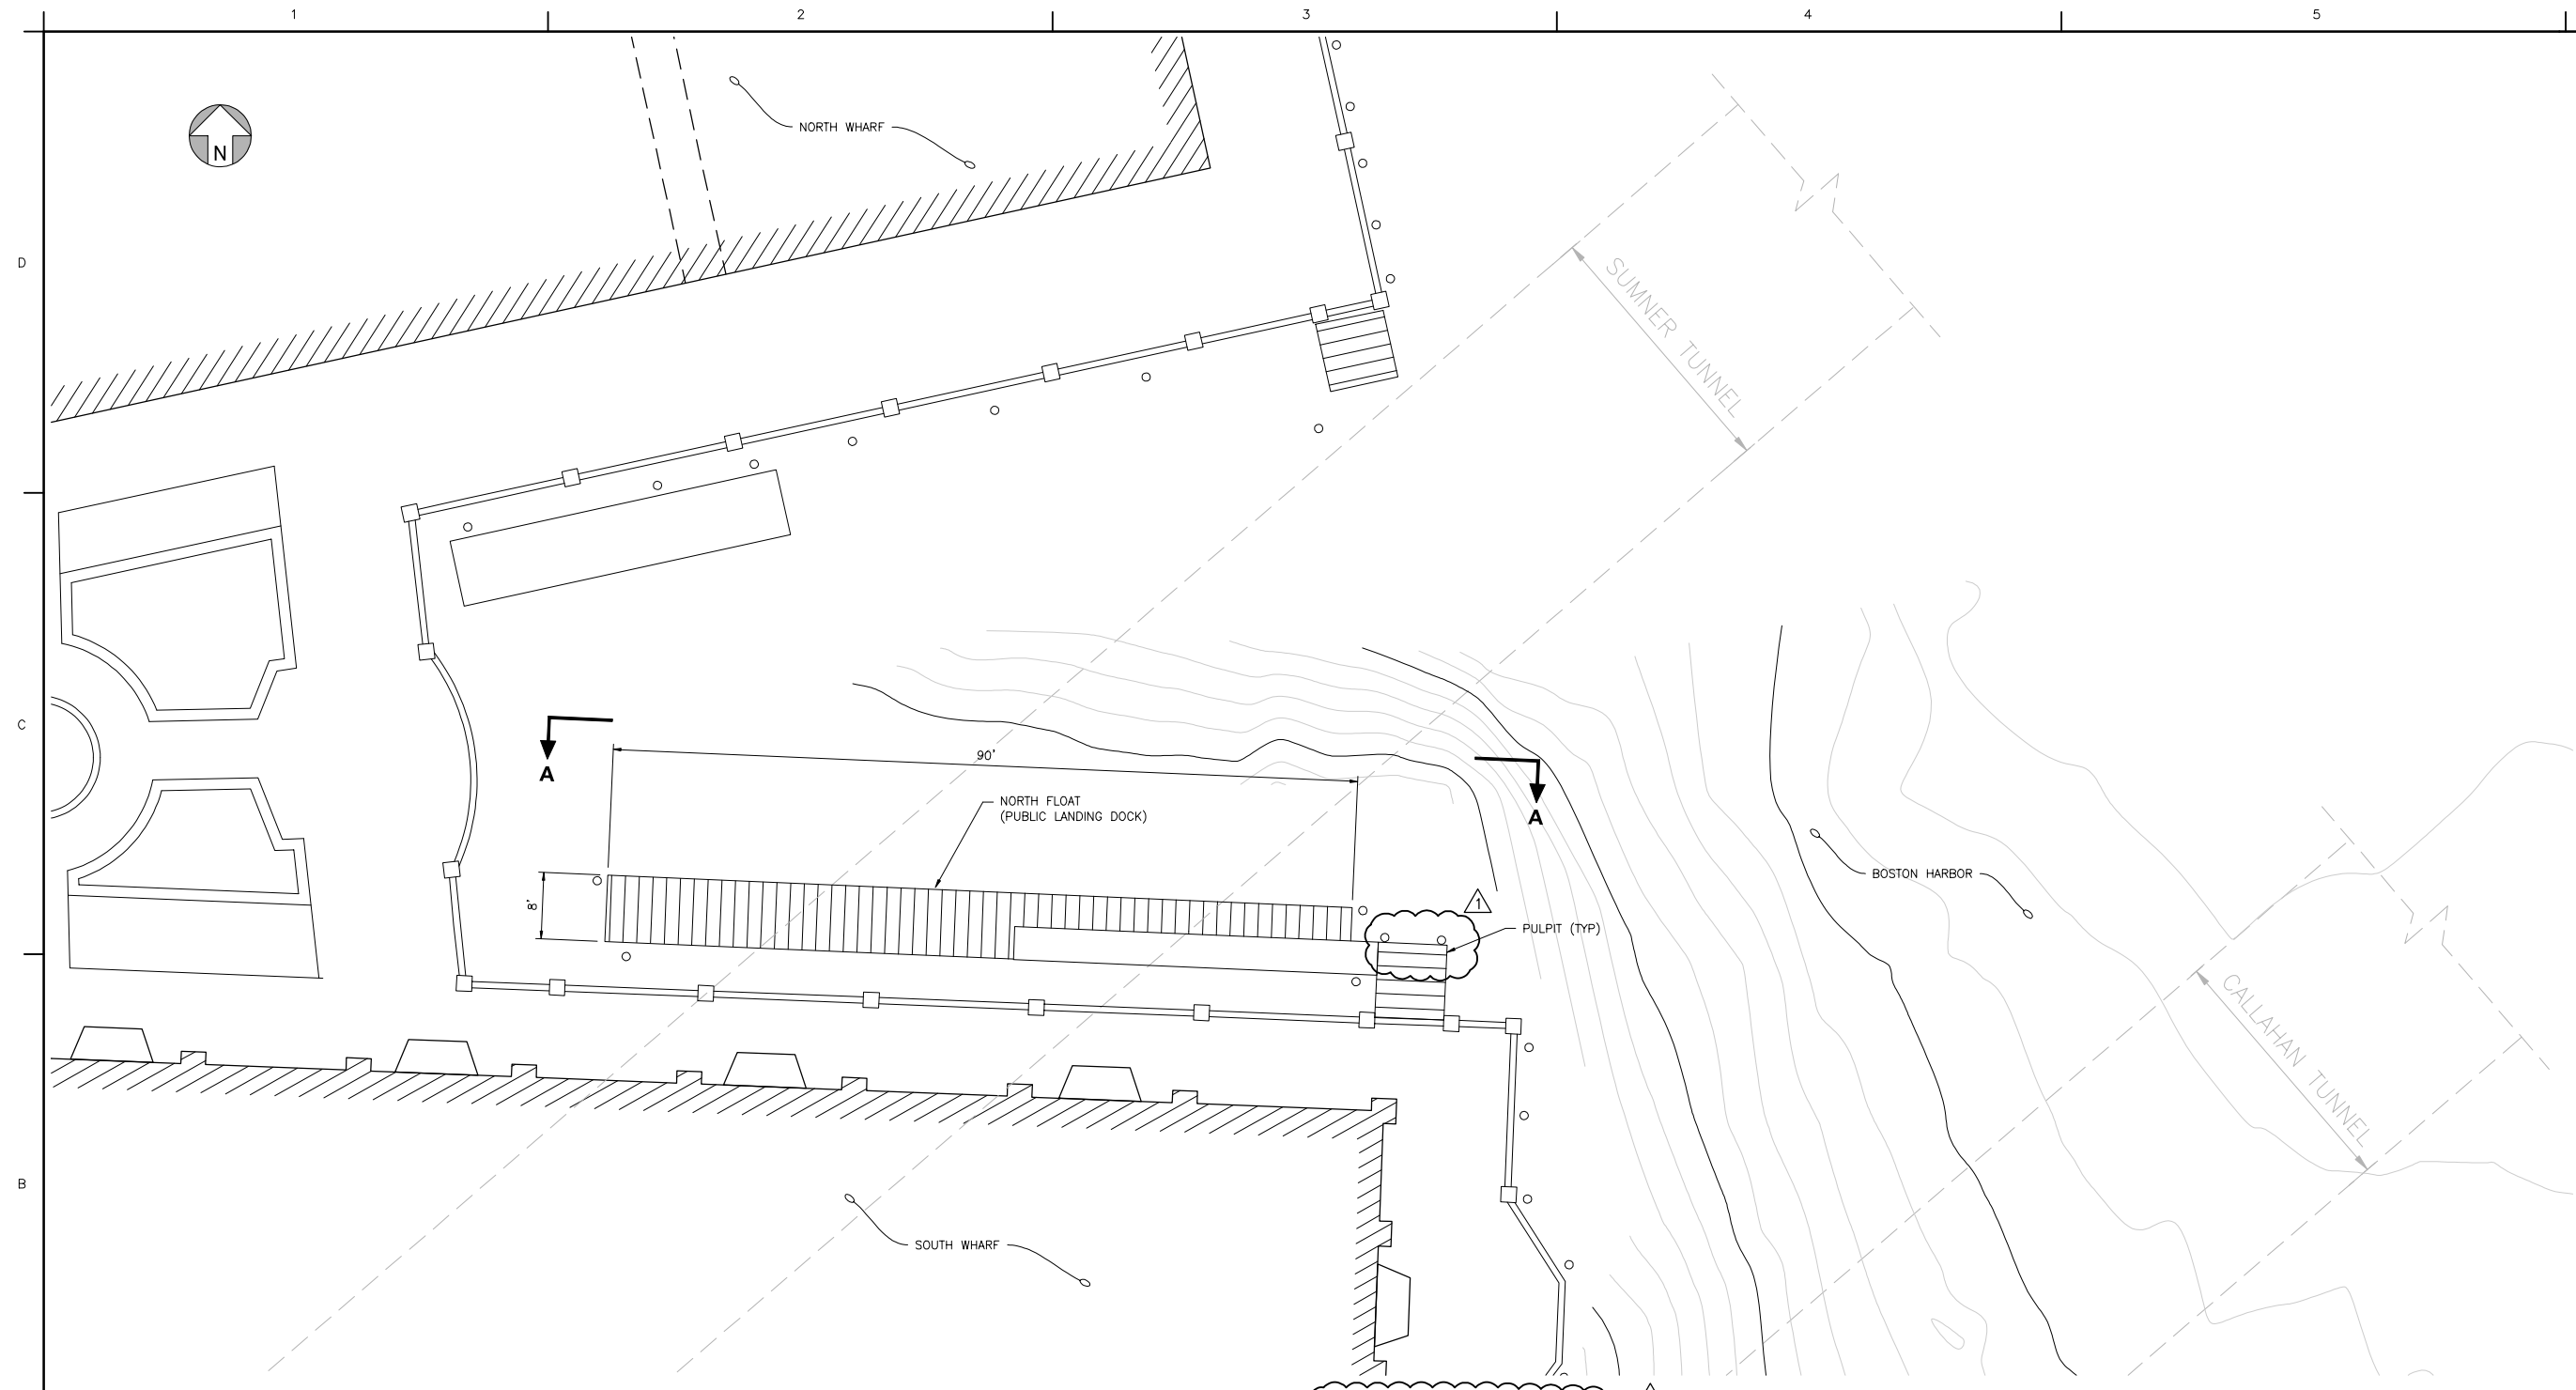 1
2
3
4
5
D
C
B
N
NORTH WHARF
SUMNER TUNNEL
A
90'
NORTH FLOAT
(PUBLIC LANDING DOCK)
A
8'
1
PULPIT (TYP)
BOSTON HARBOR
CALLAHAN TUNNEL
SOUTH WHARF